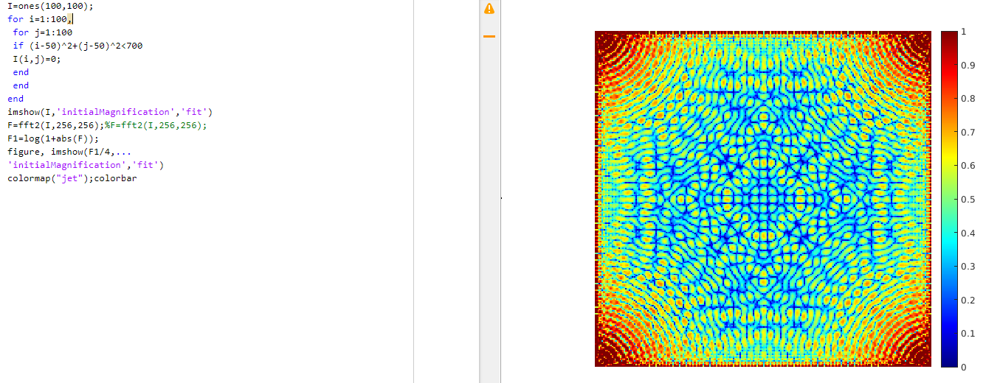 I=ones(100,100);
for i=1:100,
for j=1:100
if (i-50)^2+(j-50)^2<700
I(i,j)=0;
end
end
end
imshow(I,'initialMagnification','fit')
F=fft2(I,256,256);%F=fft2(I,256,256);
F1=log(1+abs(F));
figure, imshow(F1/4,...
'initialMagnification','fit')
colormap("jet");colorbar
1
0.9
0.8
0.7
0.6
0.5
0.4
0.3
0.2
0.1
0